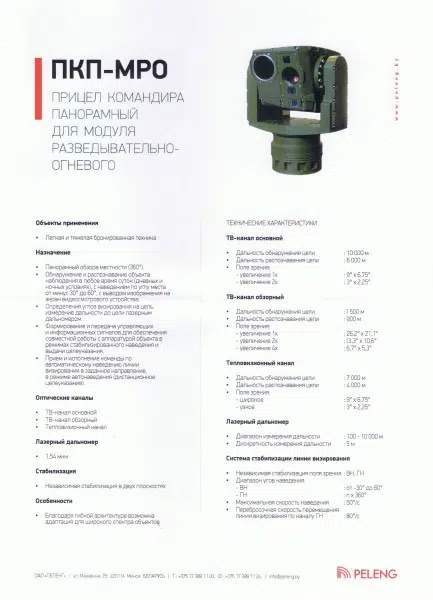 ПКП-МРО
ПРИЦЕЛ КОМАНДИРА
ПАНОРАМНЫЙ
ДЛЯ МОДУЛЯ
РАЗВЕДЫВАТЕЛЬНО-
ОГНЕВОГО
www.peleng.by
Объекты применения
• Легкая и тяжелая бронированная техника
Назначение
• Панорамный обзора местности (360°)
• Обнаружение и распознавание объекта
наблюдения в любое время суток (дневных и
ночных условиях), с наведением по углу места
от минус 30° до 60°, с выводом изображения на
экран видеосмотрового устройства.
• Определения углов визирования на цель,
измерение дальности до цели лазерным
дальномером.
• Формирование и передача управляющих
и информационных сигналов для обеспечения
совместной работы с аппаратурой объекта в
режимах стабилизированного наведения и
выдачи целеуказания.
• Прием и исполнение команды по
автоматическому наведению линии
визирования в заданное направление,
в режиме автонаведения (дистанционное
целеуказание).
Оптические каналы
• ТВ-канал основной
• ТВ-канал обзорный
• Тепловизионный канал
Лазерный дальномер
• 1,54 мкм
Стабилизация
• Независимая стабилизация в двух плоскостях
Особенности
• Благодаря гибкой архитектуре возможна
адаптация для широкого спектра объектов
ТЕХНИЧЕСКИЕ ХАРАКТЕРИСТИКИ
ТВ-канал основной
• Дальность обнаружения цели : 10 000 м
• Дальность распознавания цели : 6 000 м
• Поле зрения:
- увеличение 1х : 9° х 6,75°
- увеличение 2х : 3° х 2,25°
ТВ-канал обзорный
• Дальность обнаружения цели : 1 500 м
• Дальность распознавания цели : 900 м
• Поле зрения:
- увеличение 1х : 26,2° х 21,1°
- увеличение 2х : 13,3° х 10,6°
- увеличение 4х : 6,7° х 5,3°
Тепловизионный канал
• Дальность обнаружения цели : 7 000 м
• Дальность распознавания цели : 4 000 м
• Поле зрения:
- широкое : 9° х 6,75°
- узкое : 3° х 2,25°
Лазерный дальномер
• Диапазон измерения дальности : 100 - 10 000 м
• Дискретность измерения дальности : 5 м
Система стабилизации линии визирования
• Независимая стабилизация поля зрения : ВН, ГН
• Диапазон углов наведения
- ВН : от -30° до 60°
- ГН : n х 360°
• Максимальная скорость наведения : 50°/с
• Переброcочная скорость перемещения
линии визирования по каналу ГН : 80°/с
ОАО «ПЕЛЕНГ» | ул. Макаенка, 25, 220114 Минск БЕЛАРУСЬ | Т: +375 17 389 11 00, Ф: +375 17 389 11 24, | info@peleng.by
PELENG